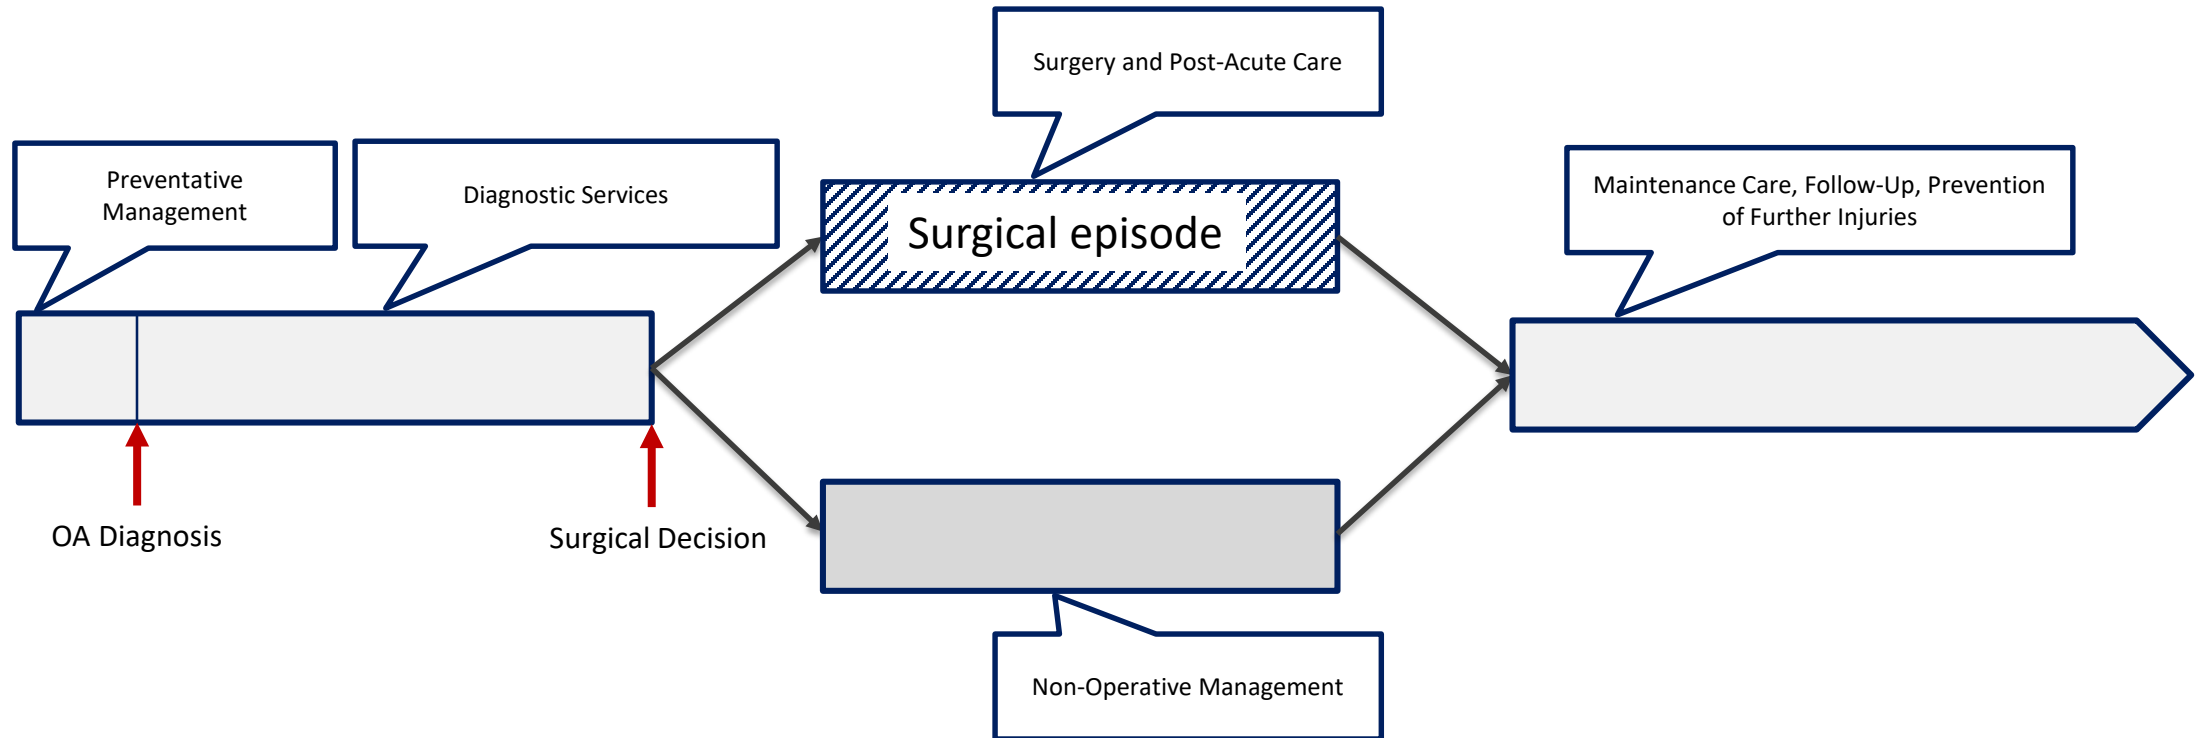 Surgery and Post-Acute Care
Preventative
Management
Diagnostic Services
Maintenance Care, Follow-Up, Prevention
of Further Injuries
Surgical episode
OA Diagnosis
Surgical Decision
Non-Operative Management